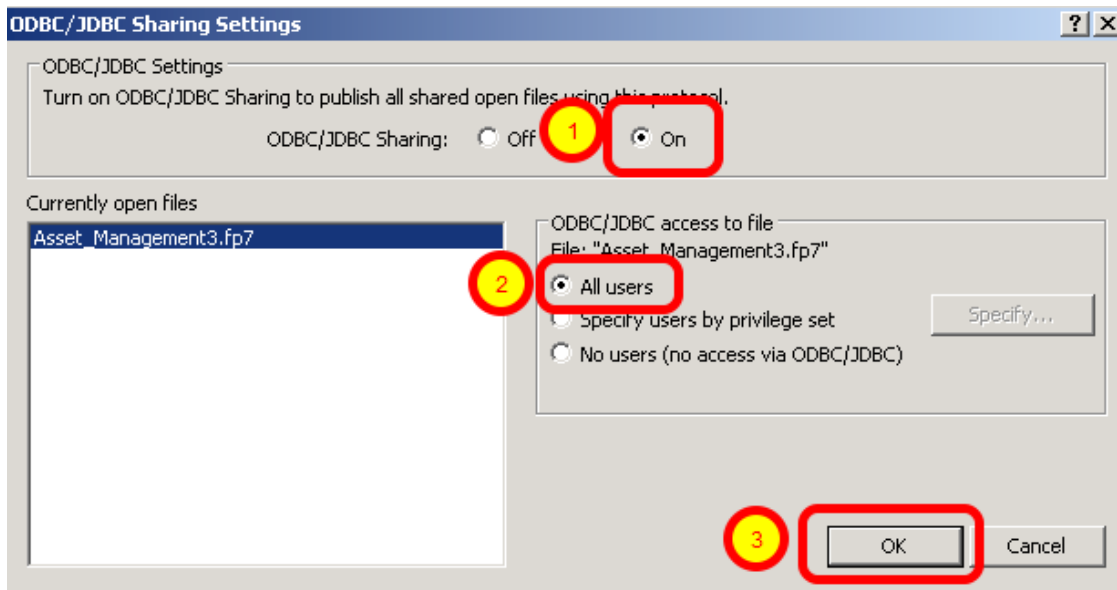 ODBC/JDBC Sharing Settings
ODBC/JDBC Settings
Turn on ODBC/JDBC Sharing to publish all shared open files using this protocol.
ODBC/JDBC Sharing: Off 1 On
Currently open files
Asset_Management3.fp7
ODBC/JDBC access to file
File: "Asset_Management3.fp7"
2 All users
Specify users by privilege set
Specify...
No users (no access via ODBC/JDBC)
3
OK
Cancel